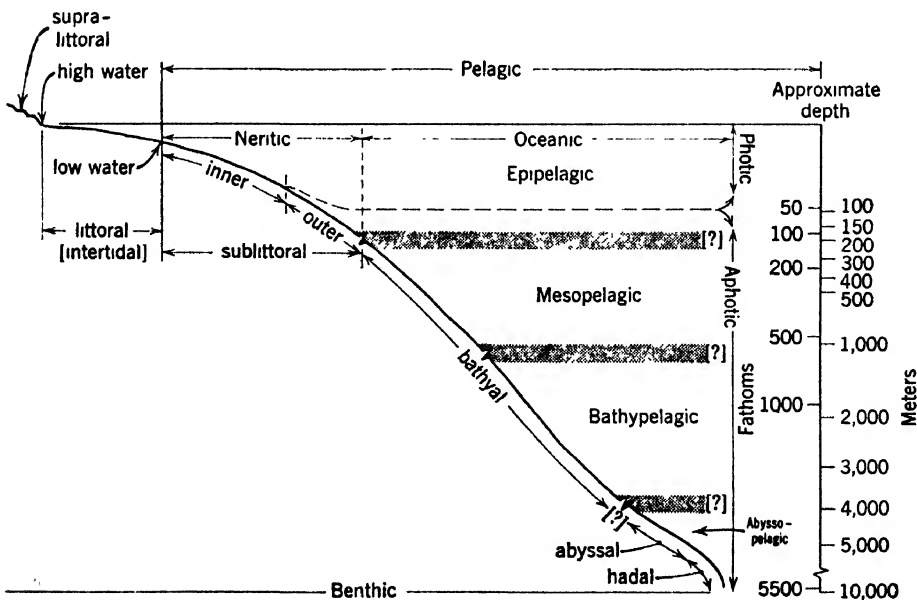 supra-
littoral
high water
Pelagic
Approximate
depth
Neritic
Oceanic
Photic
low water
inner
Epipelagic
outer
littoral
[intertidal]
sublittoral
[?]
Mesopelagic
Aphotic
[?]
bathyal
Bathypelagic
Fathoms
Meters
[?]
[?]
Abysso-
pelagic
abyssal
hadal
Benthic
50
100
150
100
200
200
300
400
500
500
1,000
1000
2,000
3,000
4,000
5,000
5500
10,000